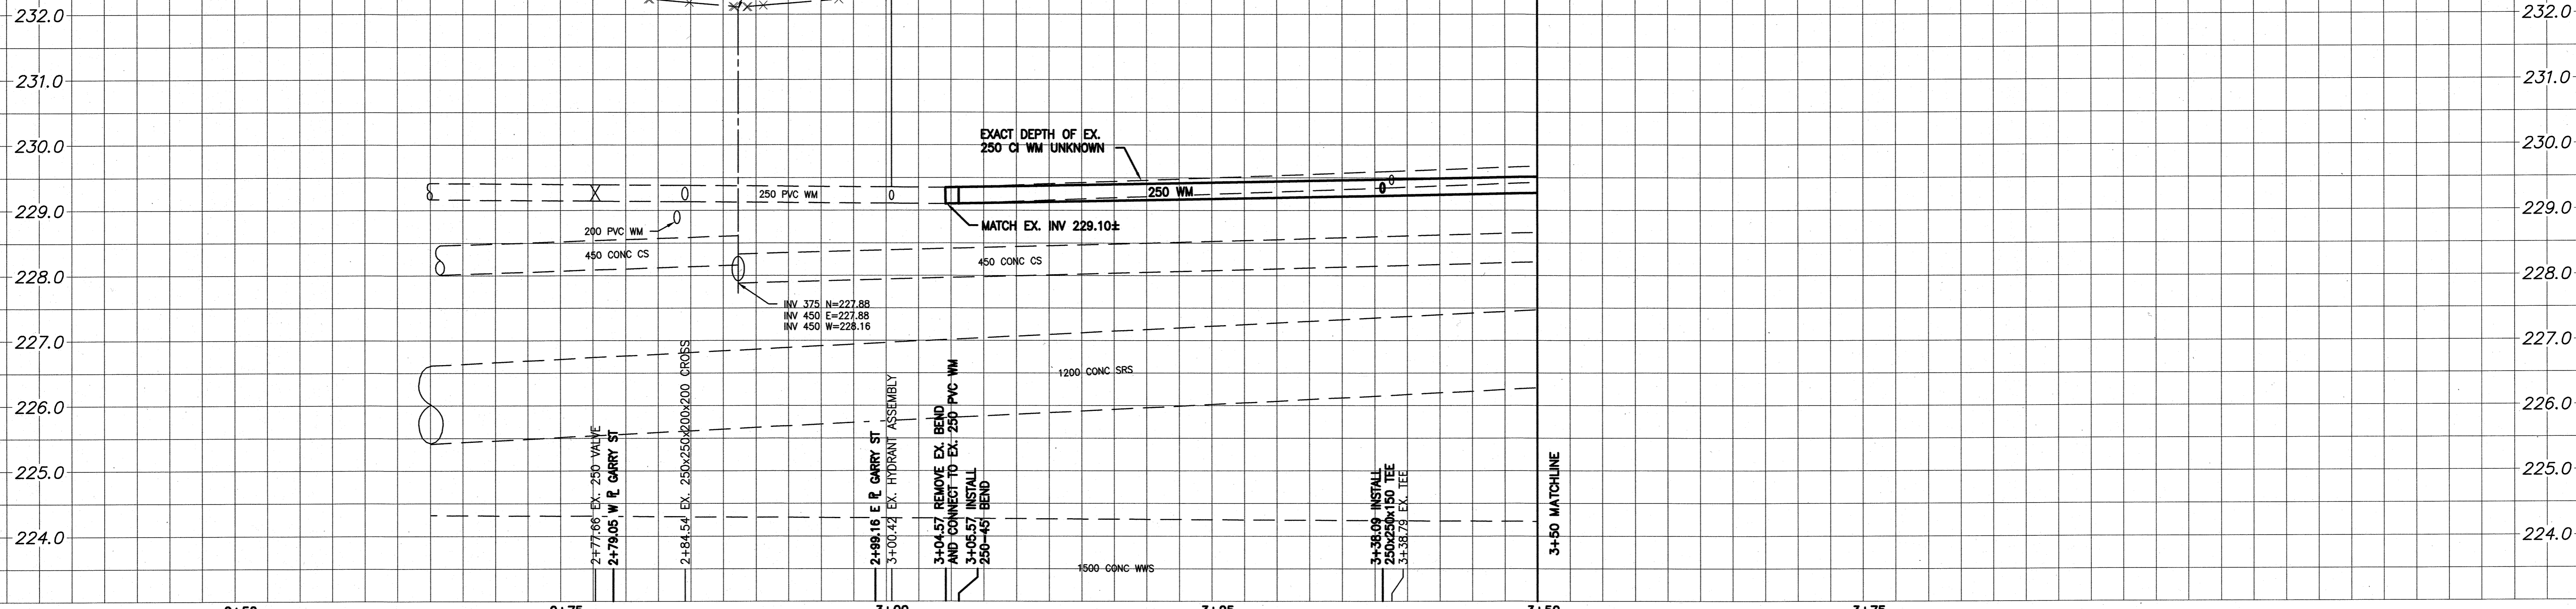 232.0
232.0
231.0
231.0
230.0
230.0
229.0
229.0
228.0
228.0
227.0
227.0
226.0
226.0
225.0
225.0
224.0
224.0
EXACT DEPTH OF EX.
250 CI WM UNKNOWN
250 PVC WM
250 WM
MATCH EX. INV 229.10±
200 PVC WM
450 CONC CS
450 CONC CS
INV 375 N=227.88
INV 450 E=227.88
INV 450 W=228.16
1200 CONC SRS
1500 CONC WWS
2+77.66 EX. 250 VALVE
2+79.05 W ℄ GARRY ST
2+84.54 EX. 250x250x200x200 CROSS
2+99.16 E ℄ GARRY ST
3+00.42 EX. HYDRANT ASSEMBLY
3+04.57 REMOVE EX. BEND
AND CONNECT TO EX. 250 PVC WM
3+05.57 INSTALL
250-45° BEND
3+38.09 INSTALL
250x250x150 TEE
3+38.79 EX. TEE
3+50 MATCHLINE